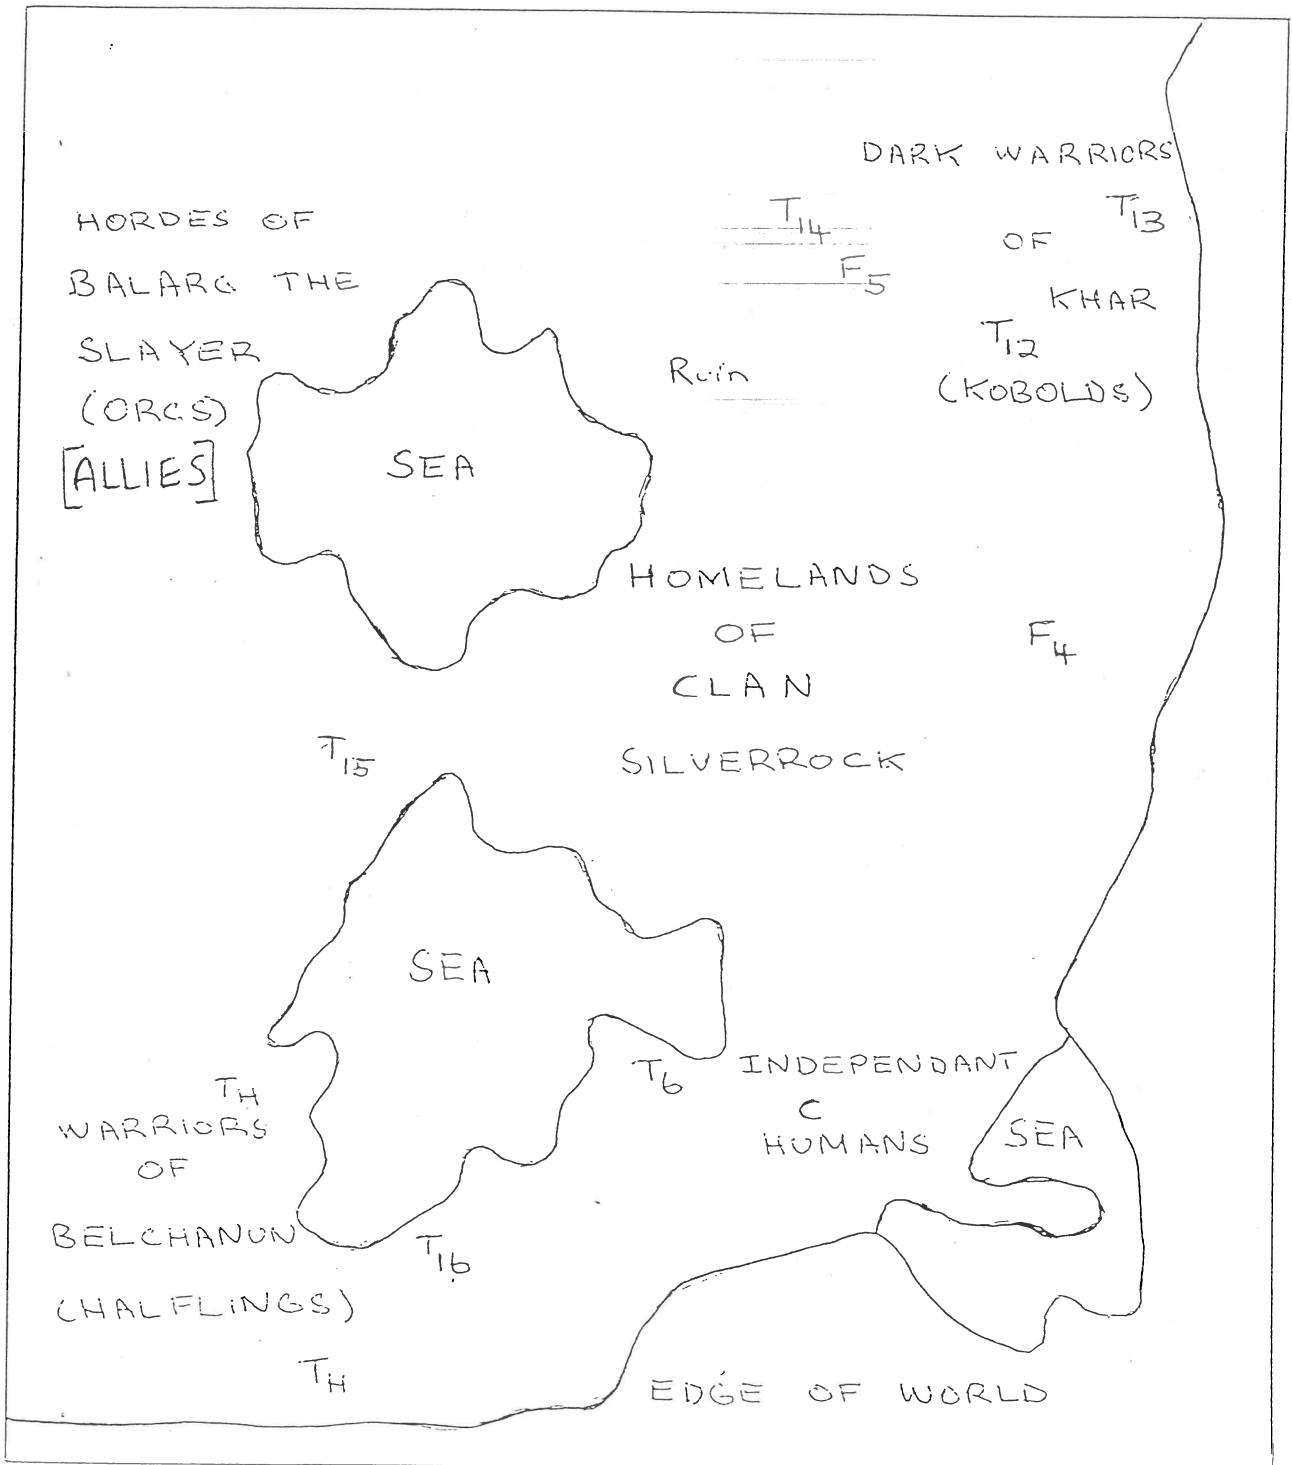 DARK WARRIORS
T13
OF
KHAR
T12
(KOBOLDS)
T14
F5
HORDES OF
BALARG THE
SLAYER
(ORCS)
[ALLIES]
SEA
Ruin
HOMELANDS
OF
CLAN
SILVERROCK
F4
T15
SEA
T6
INDEPENDANT
C
HUMANS
SEA
TH
WARRIORS
OF
BELCHANON
(HALFLINGS)
T16
TH
EDGE OF WORLD